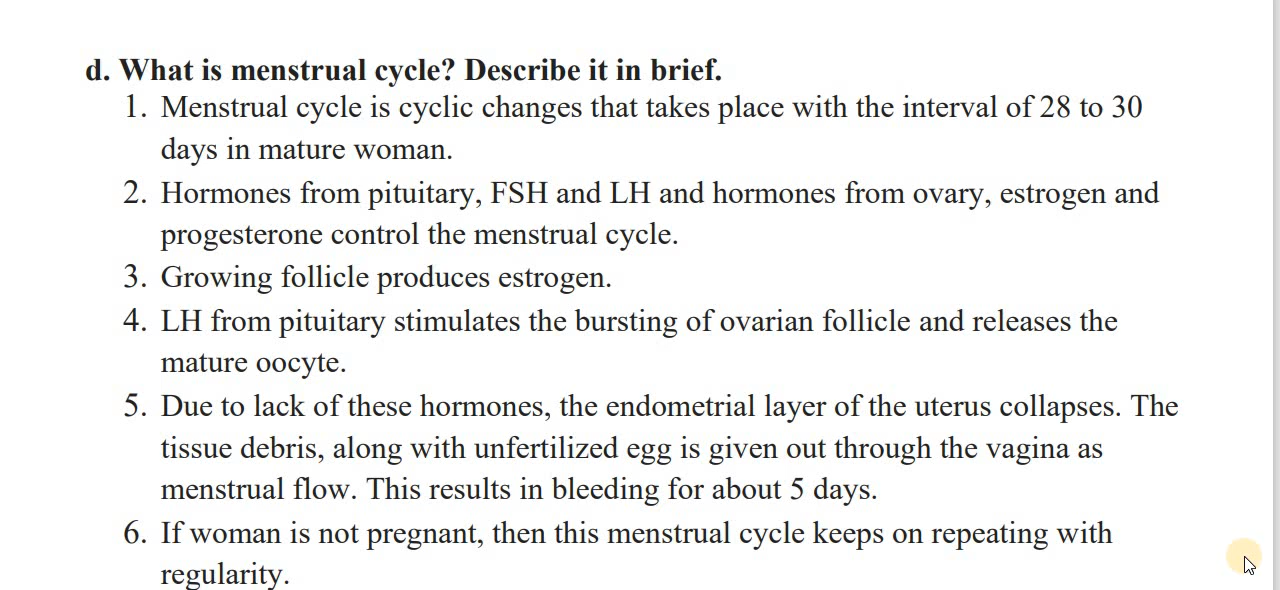 d. What is menstrual cycle? Describe it in brief.
1. Menstrual cycle is cyclic changes that takes place with the interval of 28 to 30
days in mature woman.
2. Hormones from pituitary, FSH and LH and hormones from ovary, estrogen and
progesterone control the menstrual cycle.
3. Growing follicle produces estrogen.
4. LH from pituitary stimulates the bursting of ovarian follicle and releases the
mature oocyte.
5. Due to lack of these hormones, the endometrial layer of the uterus collapses. The
tissue debris, along with unfertilized egg is given out through the vagina as
menstrual flow. This results in bleeding for about 5 days.
6. If woman is not pregnant, then this menstrual cycle keeps on repeating with
regularity.